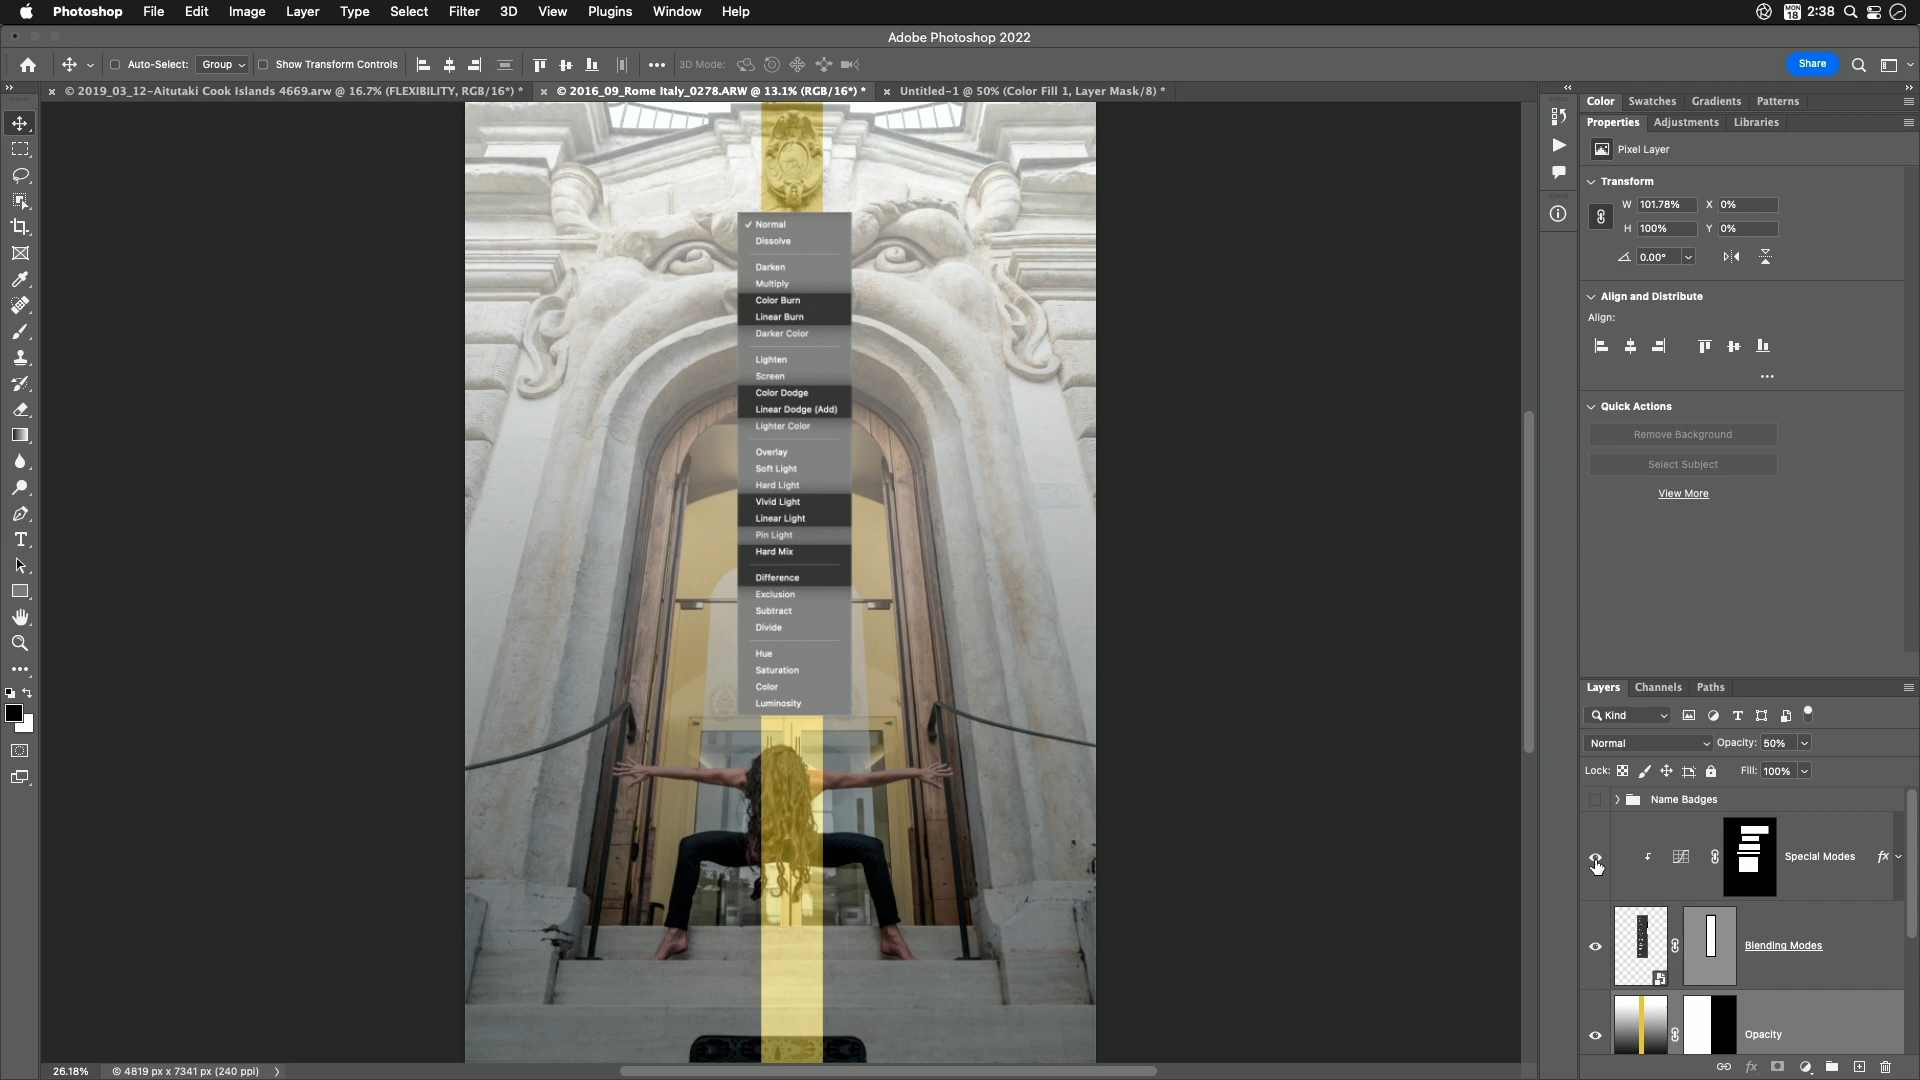 Photoshop File Edit Image Layer Type Select Filter 3D View Plugins Window Help MON 18 2:38
Adobe Photoshop 2022
Auto-Select: Group Show Transform Controls 3D Mode: Share
© 2019_03_12-Aitutaki Cook Islands 4669.arw @ 16.7% (FLEXIBILITY, RGB/16*) * © 2016_09_Rome Italy_0278.ARW @ 13.1% (RGB/16*) * Untitled-1 @ 50% (Color Fill 1, Layer Mask/8) *
Color Swatches Gradients Patterns
Properties Adjustments Libraries
Pixel Layer
Transform
W 101.78% X 0%
H 100% Y 0%
0.00°
Align and Distribute
Align:
Quick Actions
Remove Background
Select Subject
View More
Normal
Dissolve
Darken
Multiply
Color Burn
Linear Burn
Darker Color
Lighten
Screen
Color Dodge
Linear Dodge (Add)
Lighter Color
Overlay
Soft Light
Hard Light
Vivid Light
Linear Light
Pin Light
Hard Mix
Difference
Exclusion
Subtract
Divide
Hue
Saturation
Color
Luminosity
Layers Channels Paths
Kind
Normal Opacity: 50%
Lock: Fill: 100%
Name Badges
Special Modes fx
Blending Modes
Opacity
fx
26.18% © 4819 px x 7341 px (240 ppi)